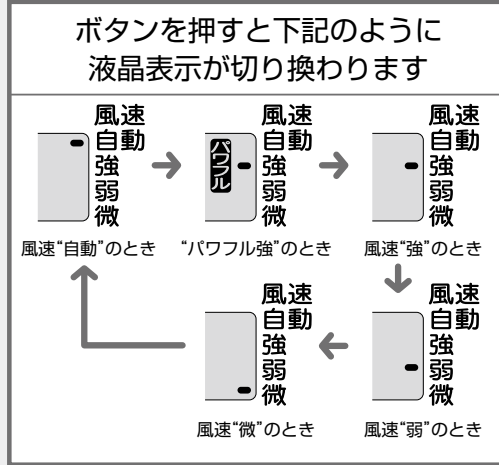 ボタンを押すと下記のように
液晶表示が切り換わります
風速
自動
強
弱
微
風速“自動”のとき
パワフル
風速
自動
強
弱
微
“パワフル強”のとき
風速
自動
強
弱
微
風速“強”のとき
風速
自動
強
弱
微
風速“弱”のとき
風速
自動
強
弱
微
風速“微”のとき